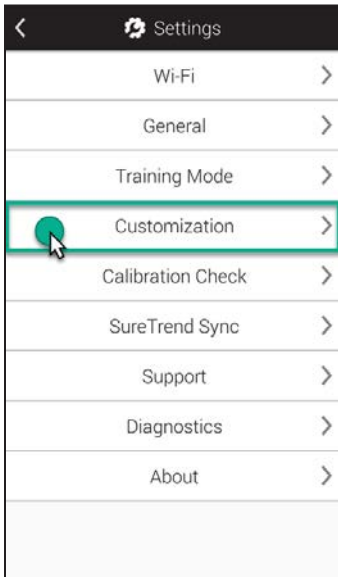 Settings
Wi-Fi
General
Training Mode
Customization
Calibration Check
SureTrend Sync
Support
Diagnostics
About